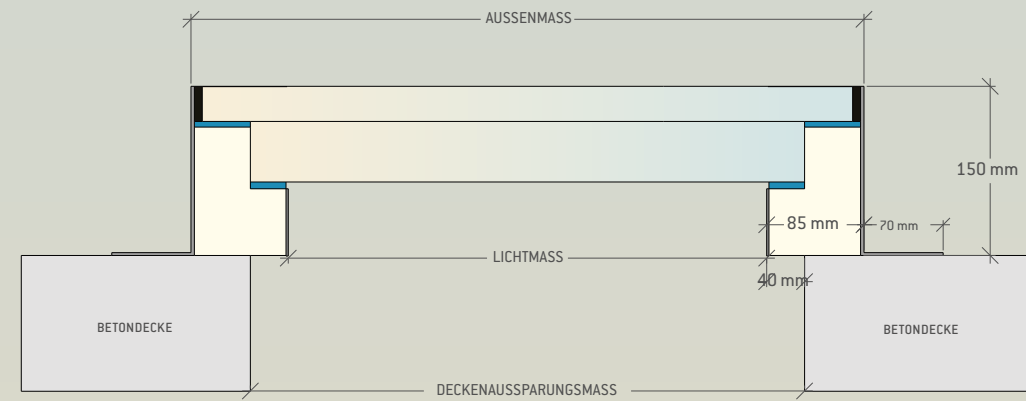 AUSSENMASS
150 mm
85 mm
70 mm
LICHTMASS
40 mm
BETONDECKE
BETONDECKE
DECKENAUSSPARUNGSMASS